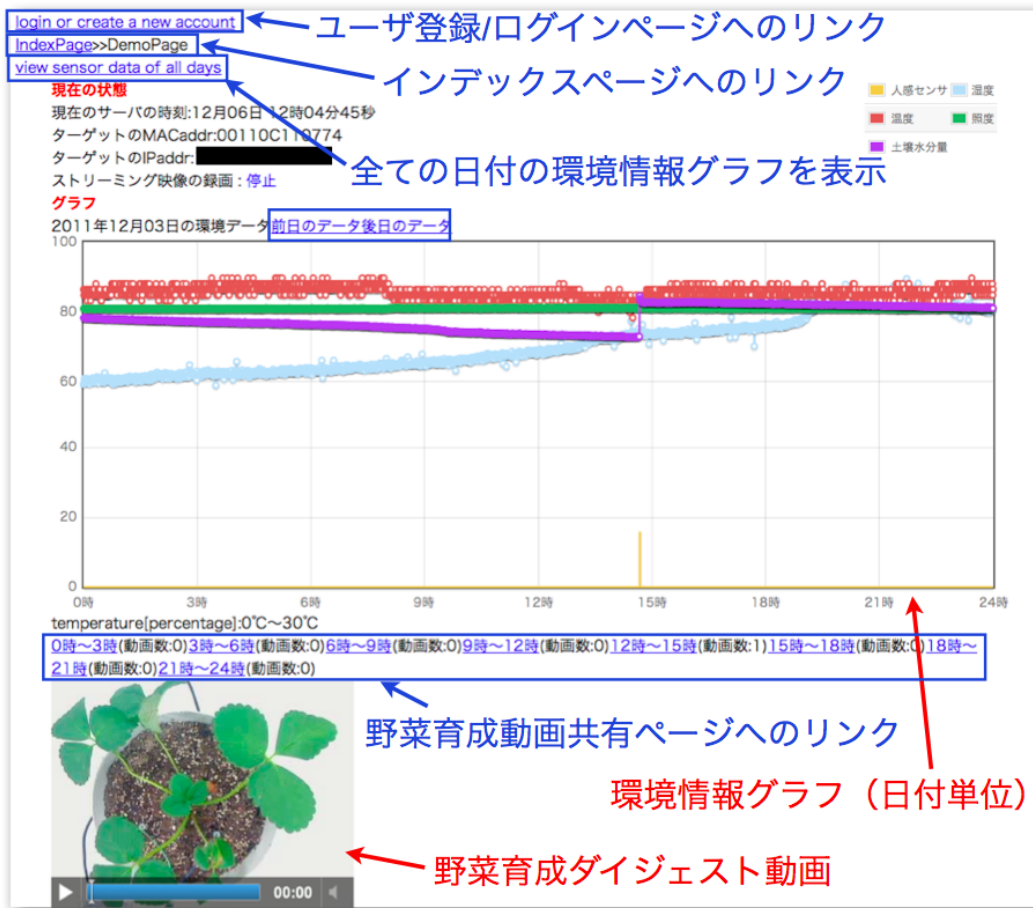 login or create a new account
ユーザ登録/ログインページへのリンク
IndexPage>>DemoPage
インデックスページへのリンク
view sensor data of all days
現在の状態
現在のサーバの時刻:12月06日 12時04分45秒
ターゲットのMACaddr:00110C110774
ターゲットのIPaddr:
全ての日付の環境情報グラフを表示
ストリーミング映像の録画 : 停止
人感センサ 湿度
温度 照度
土壌水分量
グラフ
2011年12月03日の環境データ前日のデータ後日のデータ
100
80
60
40
20
0
0時 3時 6時 9時 12時 15時 18時 21時 24時
temperature[percentage]:0℃〜30℃
0時〜3時(動画数:0)3時〜6時(動画数:0)6時〜9時(動画数:0)9時〜12時(動画数:0)12時〜15時(動画数:1)15時〜18時(動画数:0)18時〜
21時(動画数:0)21時〜24時(動画数:0)
野菜育成動画共有ページへのリンク
環境情報グラフ（日付単位）
野菜育成ダイジェスト動画
00:00